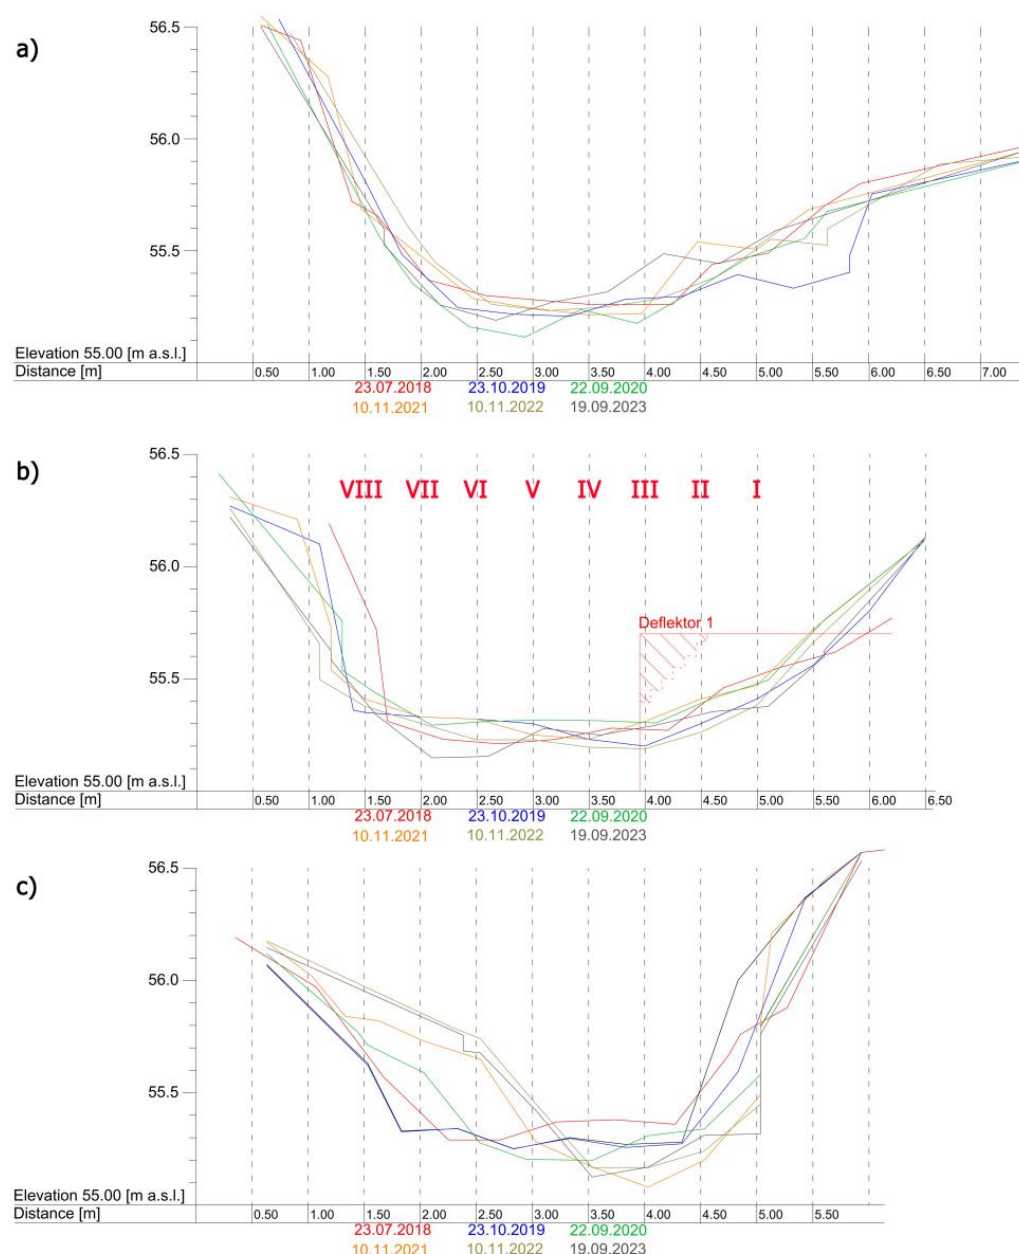 a)
56.5
56.0
55.5
Elevation 55.00 [m a.s.l.]
Distance [m] 0.50 1.00 1.50 2.00 2.50 3.00 3.50 4.00 4.50 5.00 5.50 6.00 6.50 7.00
23.07.2018 23.10.2019 22.09.2020
10.11.2021 10.11.2022 19.09.2023
b)
56.5
VIII VII VI V IV III II I
56.0
Deflektor 1
55.5
Elevation 55.00 [m a.s.l.]
Distance [m] 0.50 1.00 1.50 2.00 2.50 3.00 3.50 4.00 4.50 5.00 5.50 6.00 6.50
23.07.2018 23.10.2019 22.09.2020
10.11.2021 10.11.2022 19.09.2023
c)
56.5
56.0
55.5
Elevation 55.00 [m a.s.l.]
Distance [m] 0.50 1.00 1.50 2.00 2.50 3.00 3.50 4.00 4.50 5.00 5.50
23.07.2018 23.10.2019 22.09.2020
10.11.2021 10.11.2022 19.09.2023